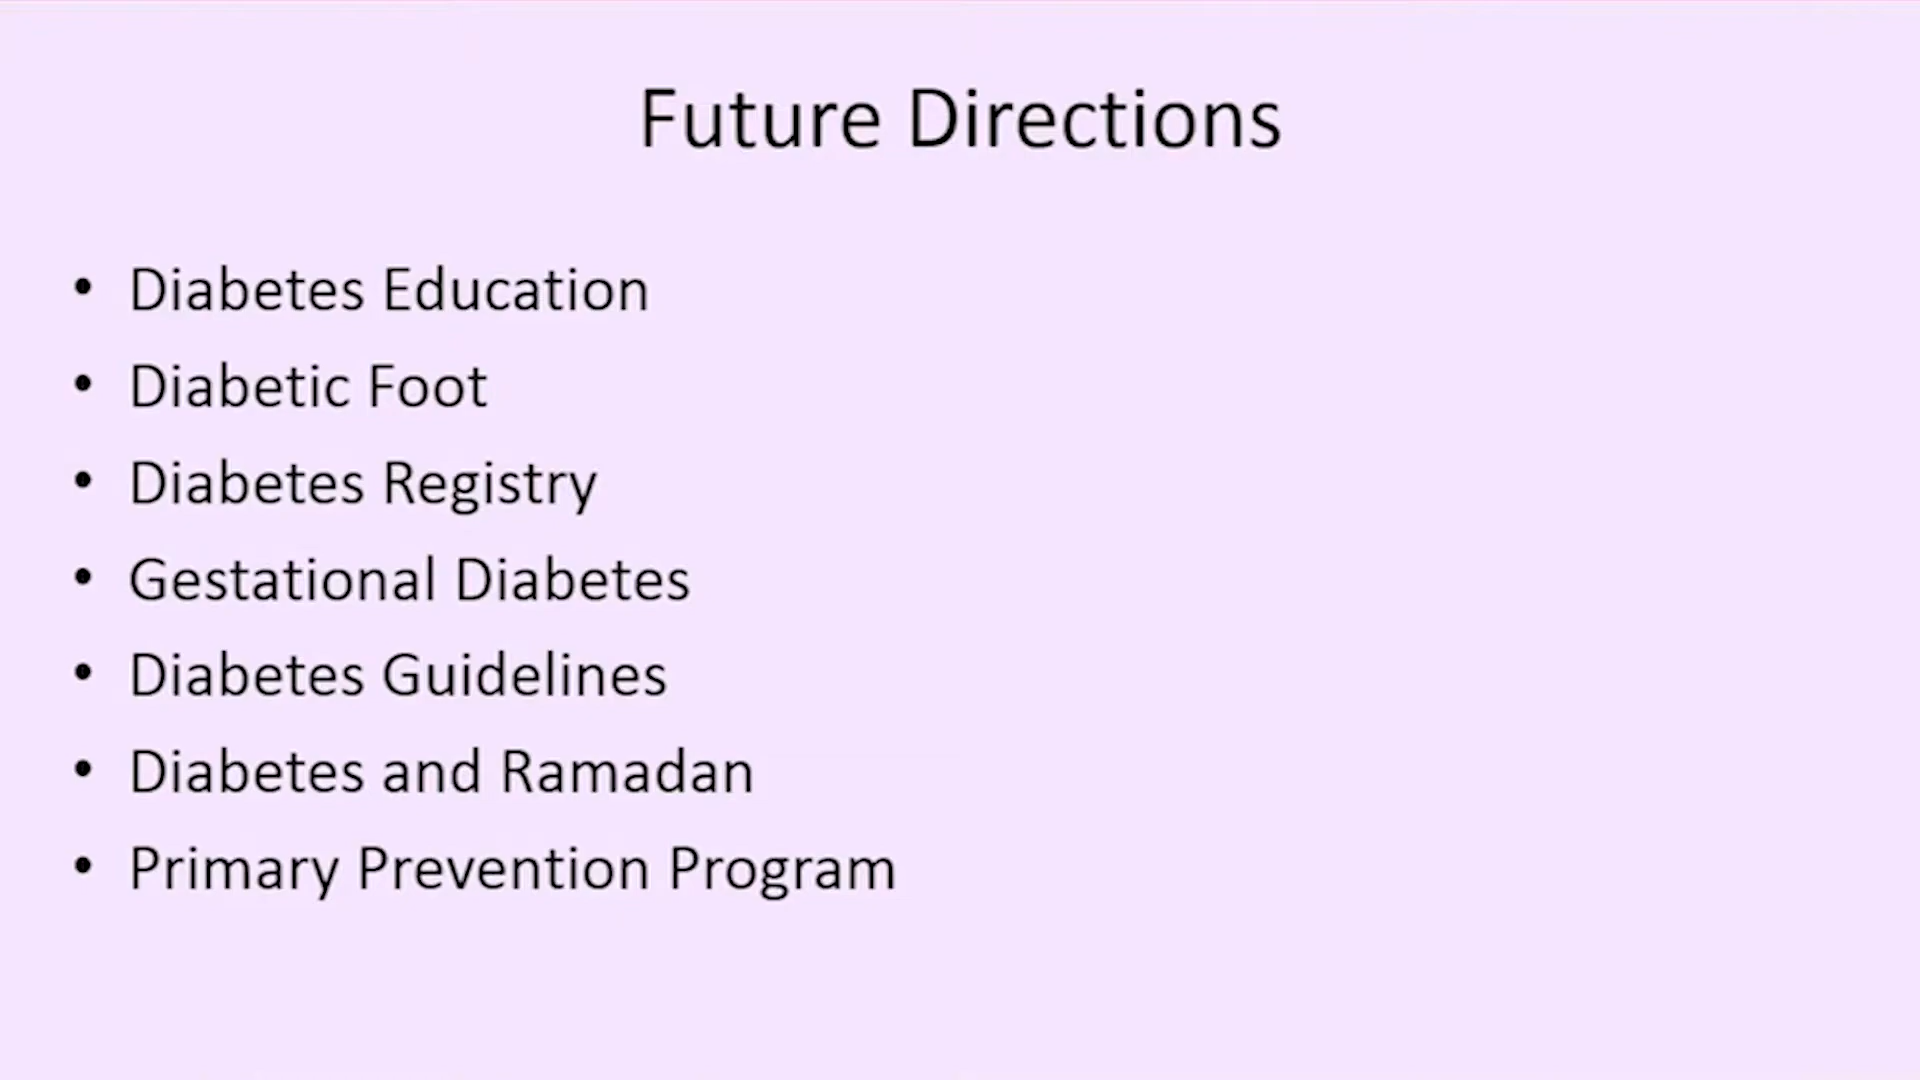 Future Directions
• Diabetes Education
• Diabetic Foot
• Diabetes Registry
• Gestational Diabetes
• Diabetes Guidelines
• Diabetes and Ramadan
• Primary Prevention Program